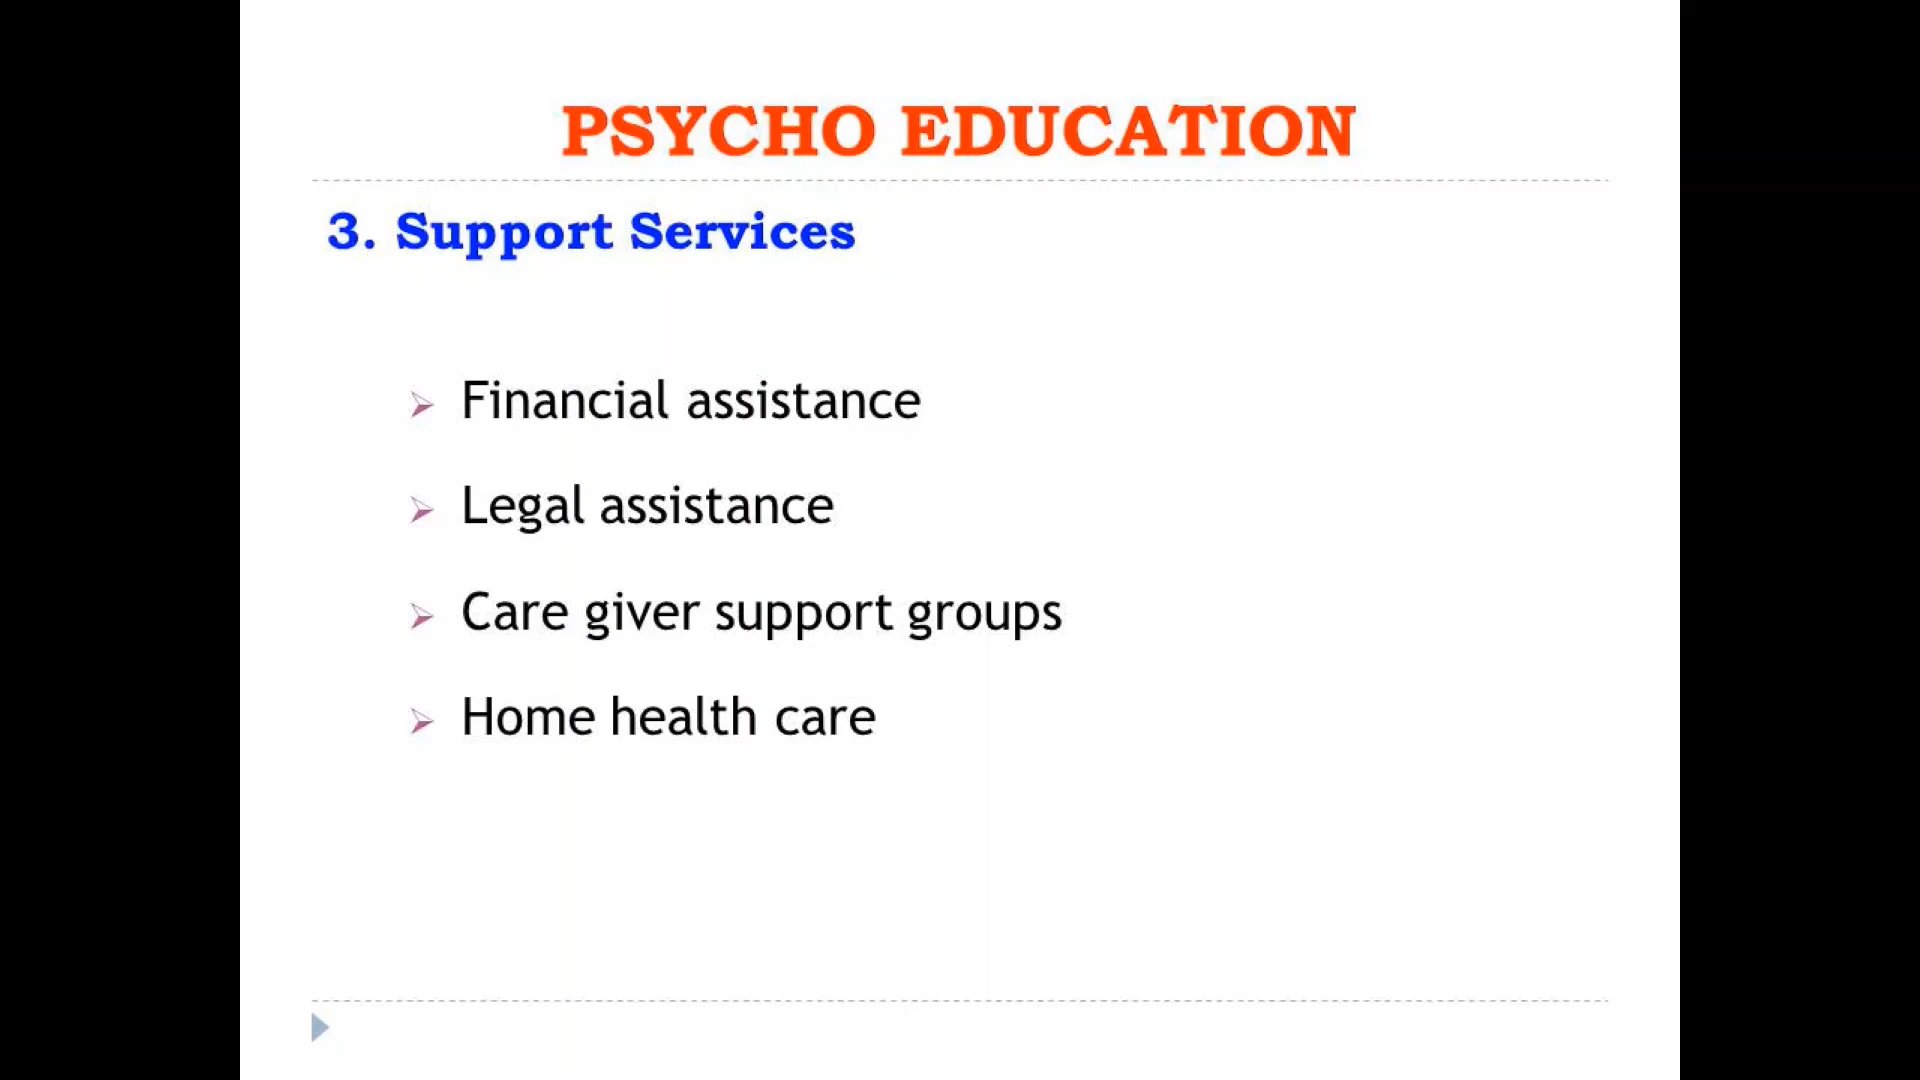 PSYCHO EDUCATION
3. Support Services
Financial assistance
Legal assistance
Care giver support groups
Home health care